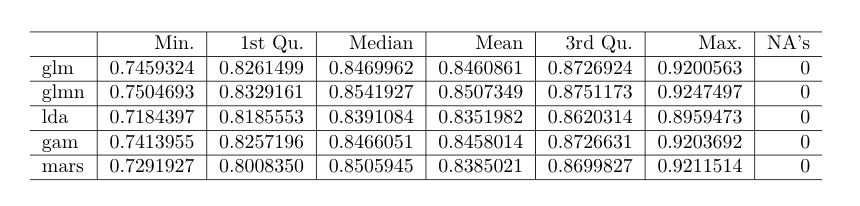 Min. 1st Qu. Median Mean 3rd Qu. Max. NA's
glm 0.7459324 0.8261499 0.8469962 0.8460861 0.8726924 0.9200563 0
glmn 0.7504693 0.8329161 0.8541927 0.8507349 0.8751173 0.9247497 0
lda 0.7184397 0.8185553 0.8391084 0.8351982 0.8620314 0.8959473 0
gam 0.7413955 0.8257196 0.8466051 0.8458014 0.8726631 0.9203692 0
mars 0.7291927 0.8008350 0.8505945 0.8385021 0.8699827 0.9211514 0